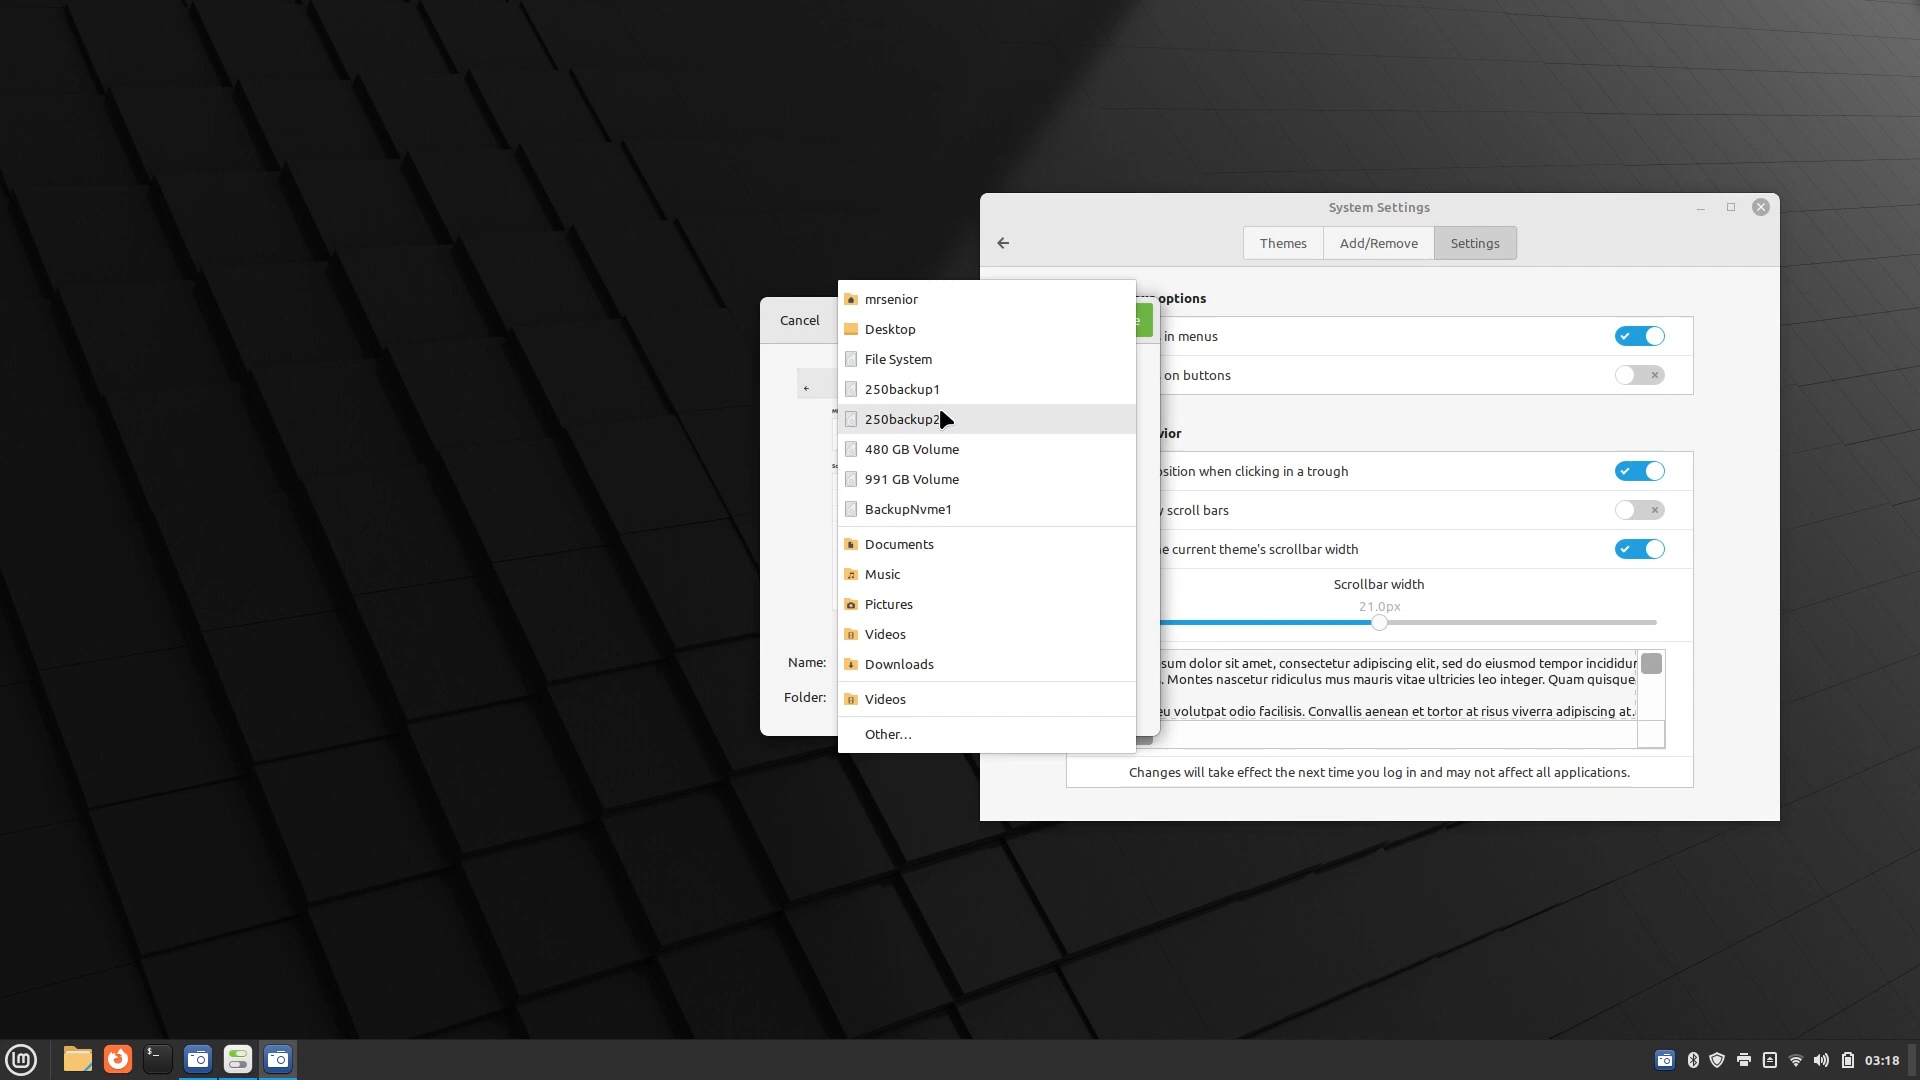 System Settings
Themes
Add/Remove
Settings
options
in menus
on buttons
sition when clicking in a trough
scroll bars
e current theme's scrollbar width
Scrollbar width
21.0px
sum dolor sit amet, consectetur adipiscing elit, sed do eiusmod tempor incididur
. Montes nascetur ridiculus mus mauris vitae ultricies leo integer. Quam quisque
eu volutpat odio facilisis. Convallis aenean et tortor at risus viverra adipiscing at.
Changes will take effect the next time you log in and may not affect all applications.
Cancel
Name:
Folder:
mrsenior
Desktop
File System
250backup1
250backup2
480 GB Volume
991 GB Volume
BackupNvme1
Documents
Music
Pictures
Videos
Downloads
Videos
Other...
03:18